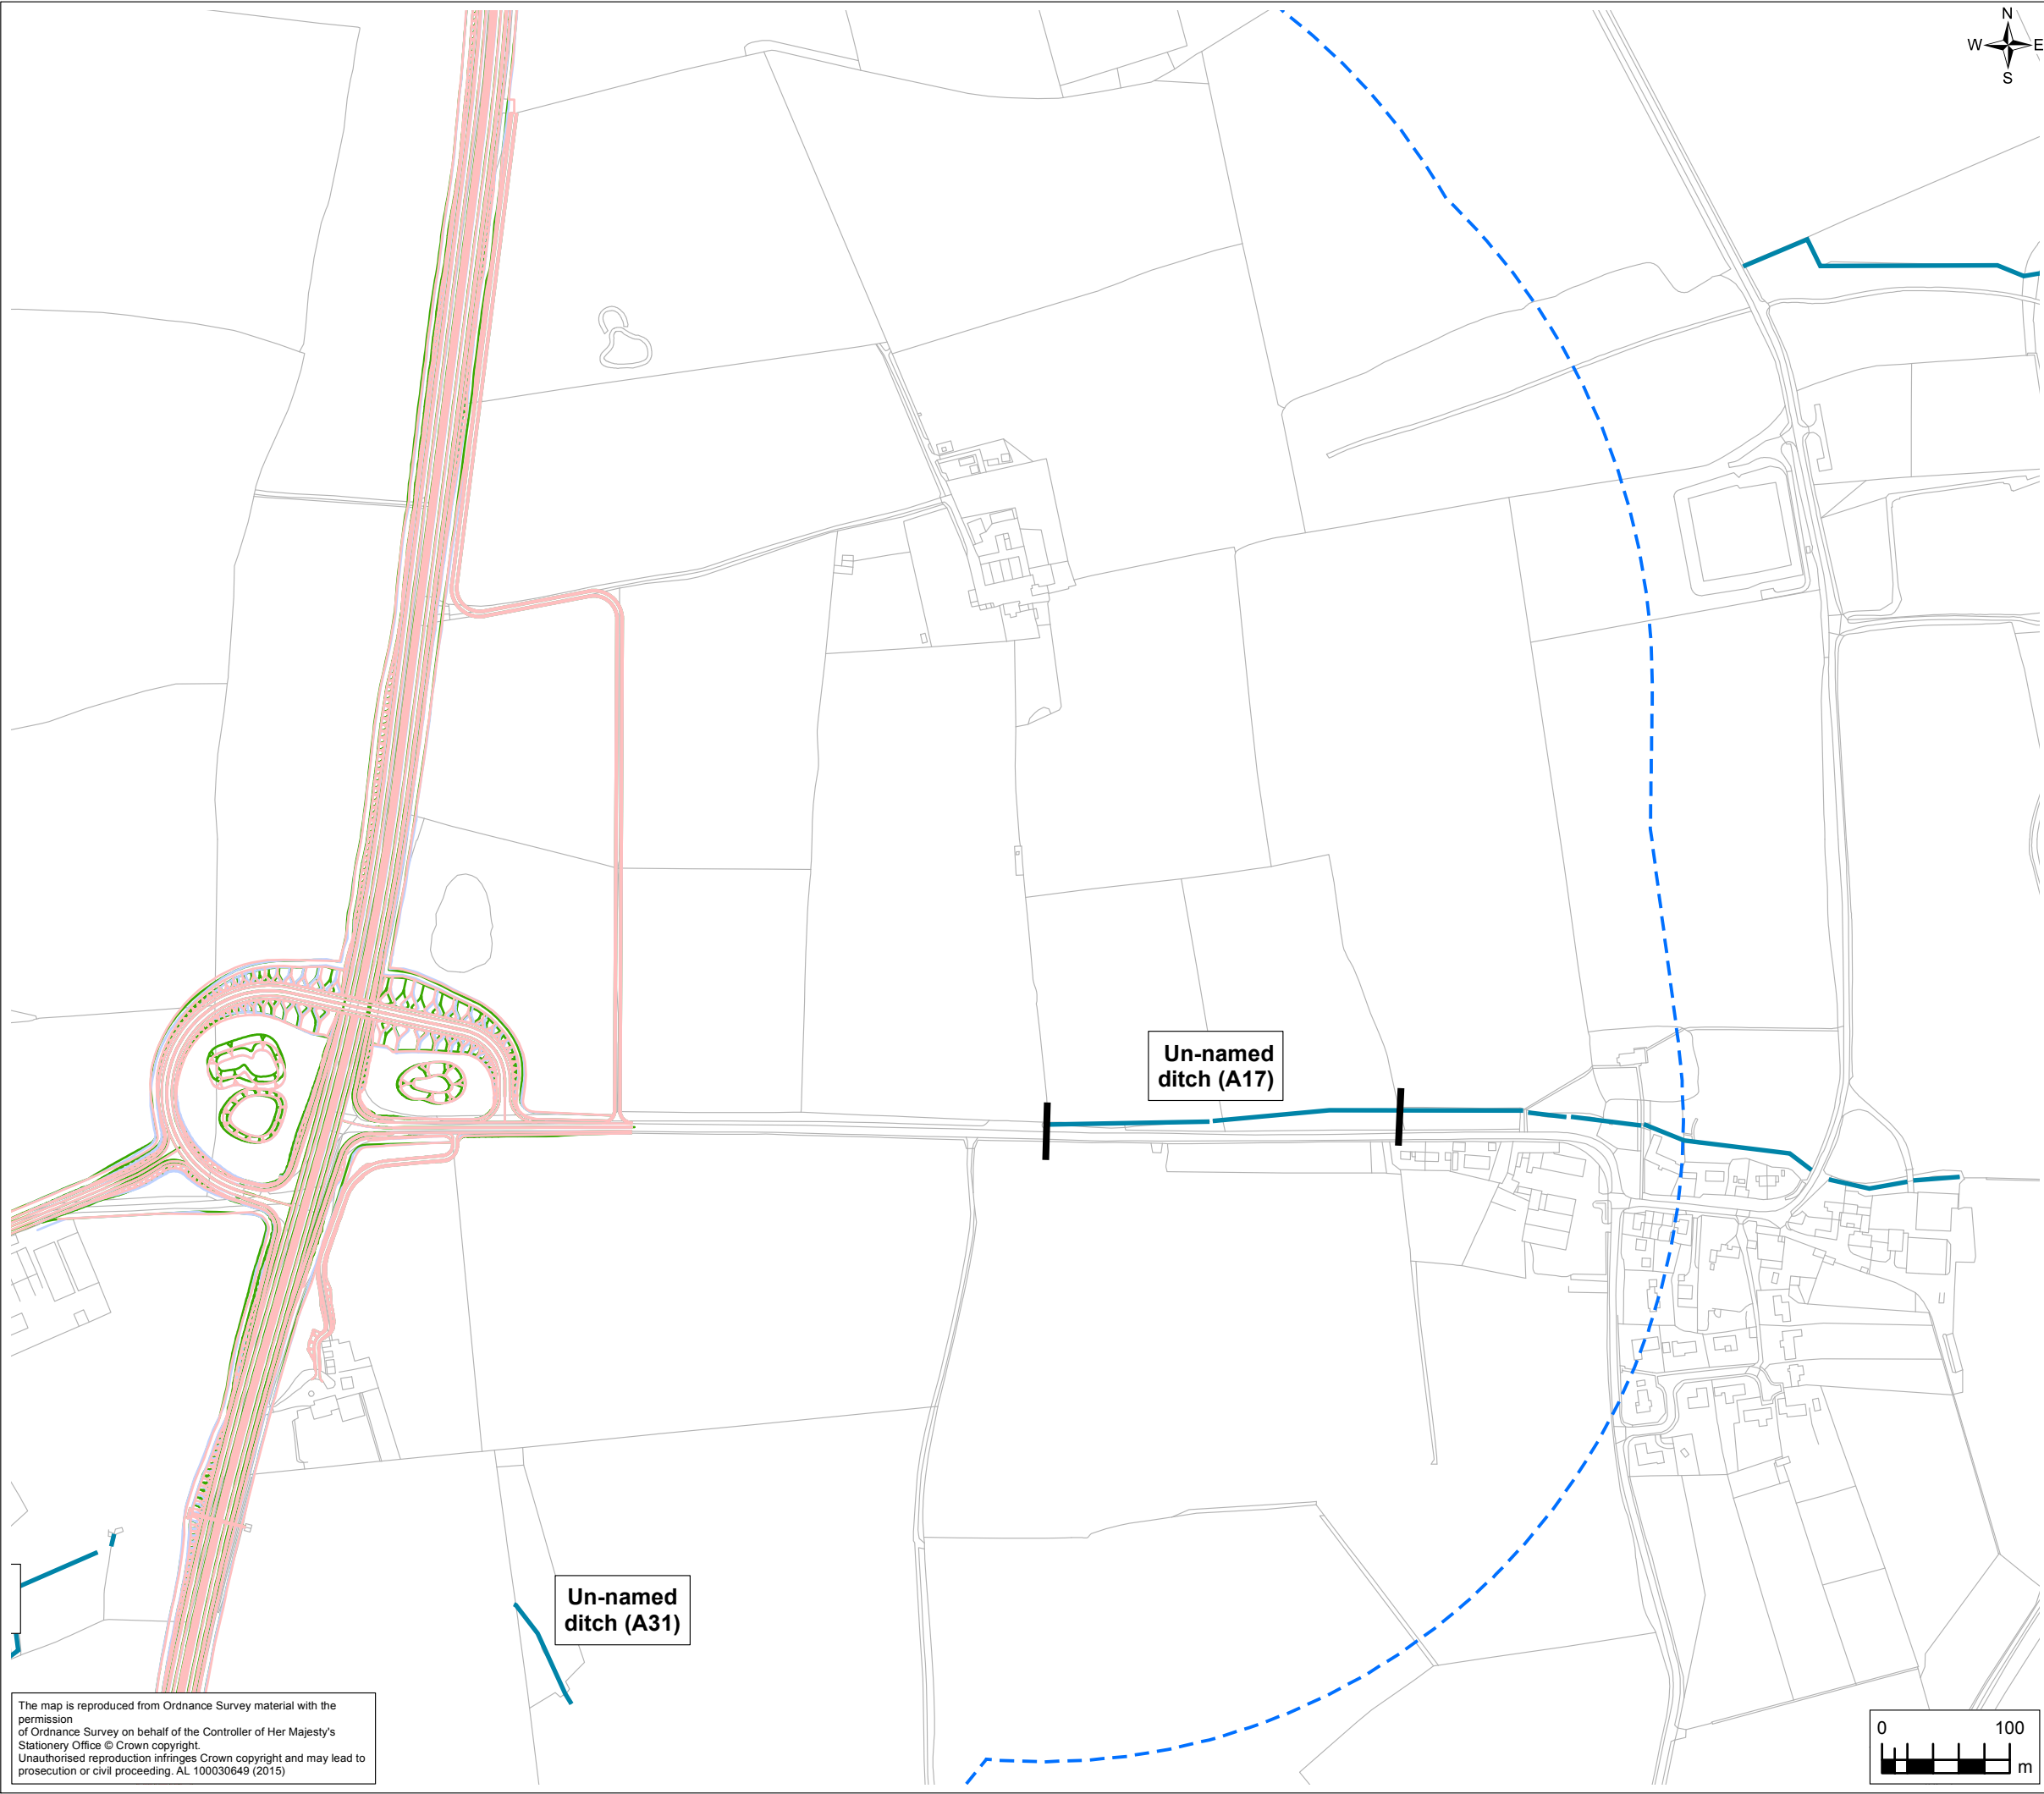 N
W E
S
Un-named
ditch (A17)
Un-named
ditch (A31)
The map is reproduced from Ordnance Survey material with the
permission
of Ordnance Survey on behalf of the Controller of Her Majesty's
Stationery Office © Crown copyright.
Unauthorised reproduction infringes Crown copyright and may lead to
prosecution or civil proceeding. AL 100030649 (2015)
0 100
m